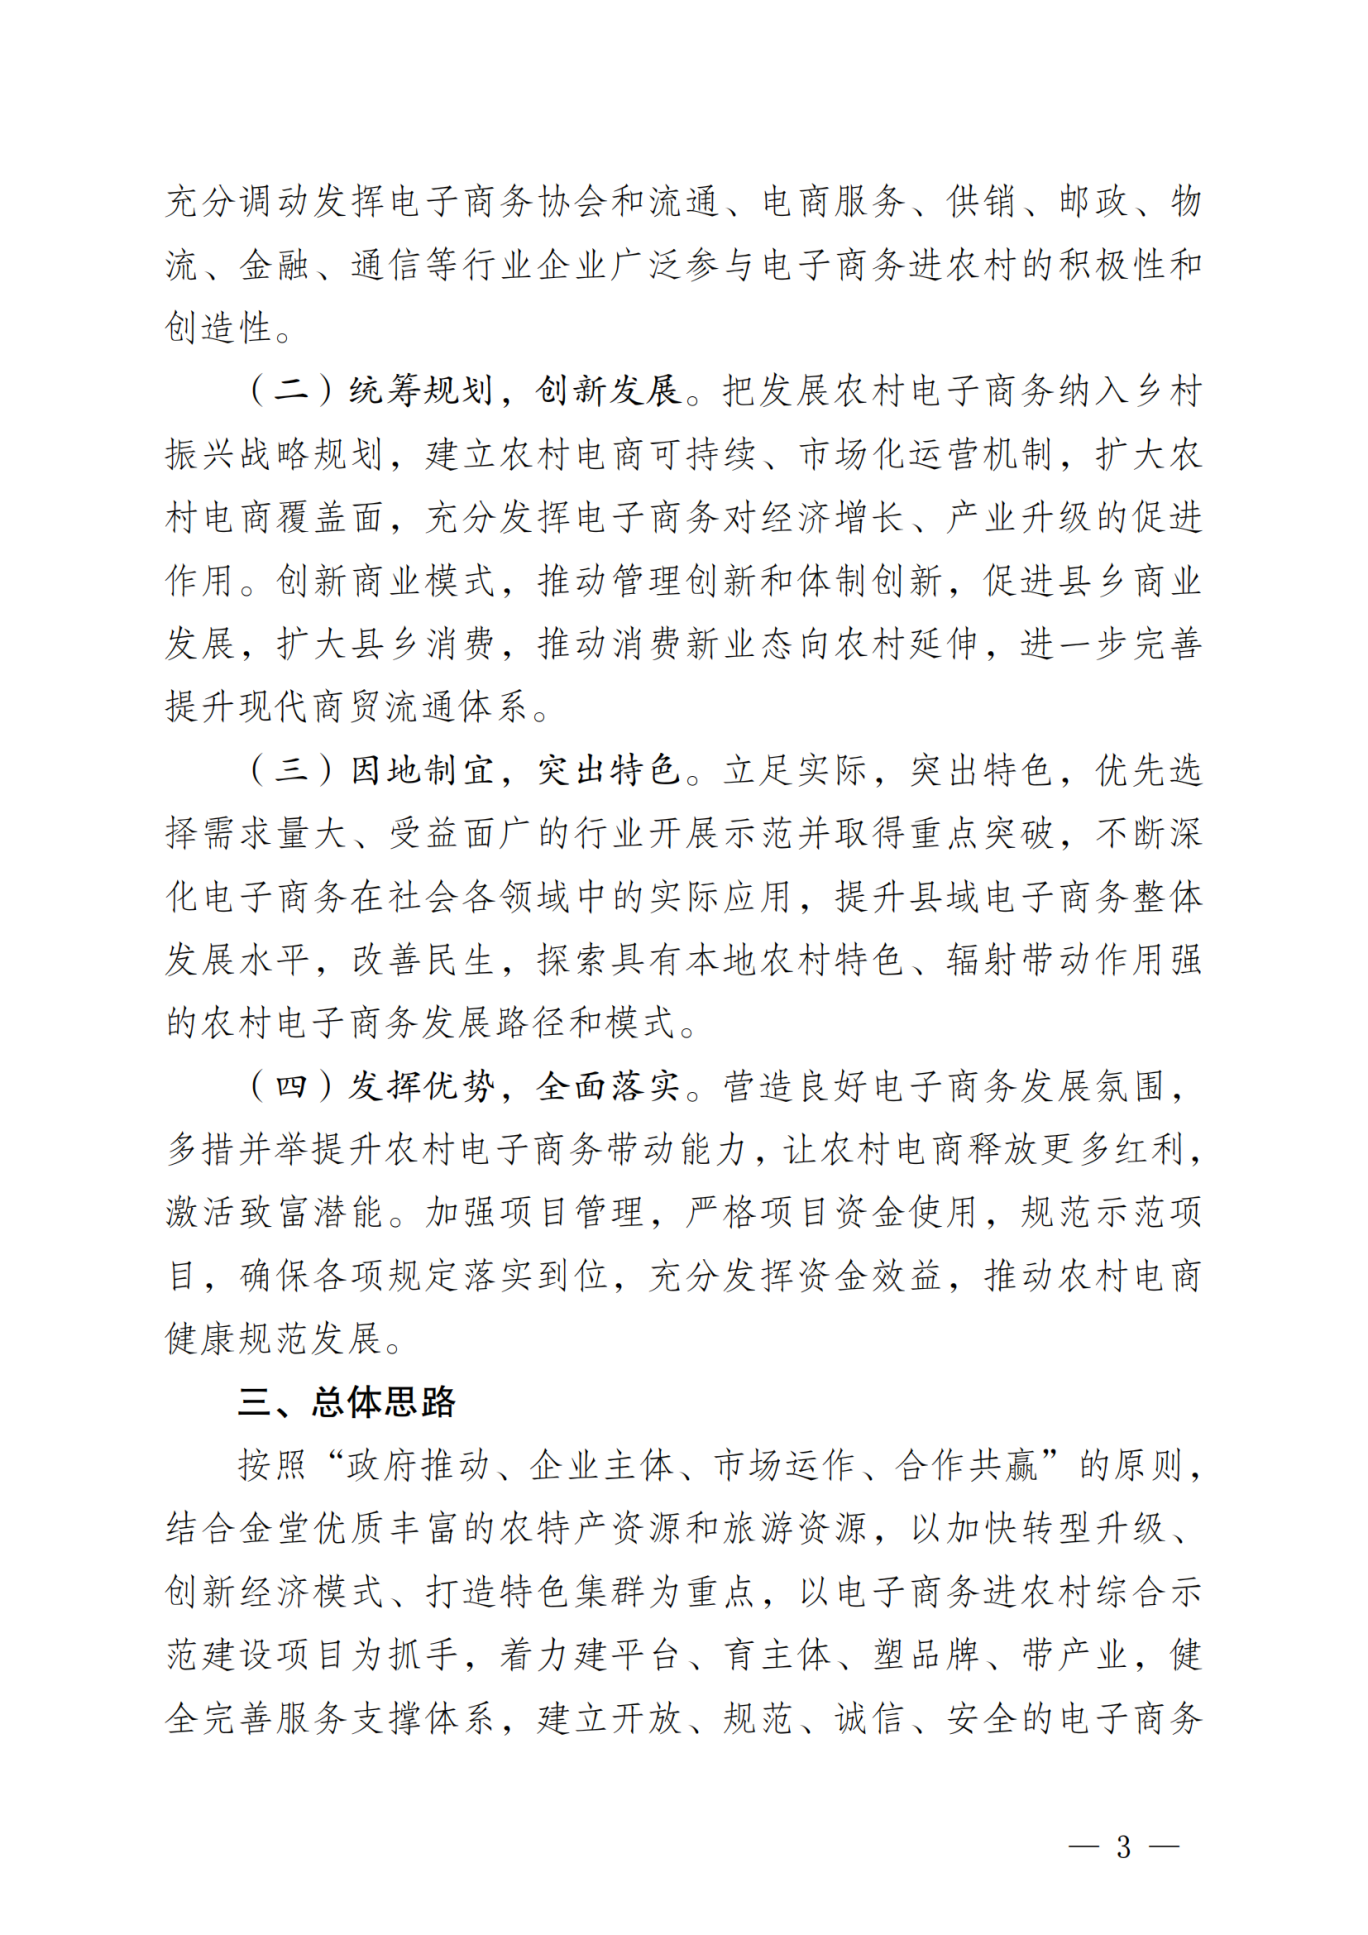 充分调动发挥电子商务协会和流通、电商服务、供销、邮政、物
流、金融、通信等行业企业广泛参与电子商务进农村的积极性和
创造性。
（二）统筹规划，创新发展。把发展农村电子商务纳入乡村
振兴战略规划，建立农村电商可持续、市场化运营机制，扩大农
村电商覆盖面，充分发挥电子商务对经济增长、产业升级的促进
作用。创新商业模式，推动管理创新和体制创新，促进县乡商业
发展，扩大县乡消费，推动消费新业态向农村延伸，进一步完善
提升现代商贸流通体系。
（三）因地制宜，突出特色。立足实际，突出特色，优先选
择需求量大、受益面广的行业开展示范并取得重点突破，不断深
化电子商务在社会各领域中的实际应用，提升县域电子商务整体
发展水平，改善民生，探索具有本地农村特色、辐射带动作用强
的农村电子商务发展路径和模式。
（四）发挥优势，全面落实。营造良好电子商务发展氛围，
多措并举提升农村电子商务带动能力，让农村电商释放更多红利，
激活致富潜能。加强项目管理，严格项目资金使用，规范示范项
目，确保各项规定落实到位，充分发挥资金效益，推动农村电商
健康规范发展。
三、总体思路
按照“政府推动、企业主体、市场运作、合作共赢”的原则，
结合金堂优质丰富的农特产资源和旅游资源，以加快转型升级、
创新经济模式、打造特色集群为重点，以电子商务进农村综合示
范建设项目为抓手，着力建平台、育主体、塑品牌、带产业，健
全完善服务支撑体系，建立开放、规范、诚信、安全的电子商务
— 3 —